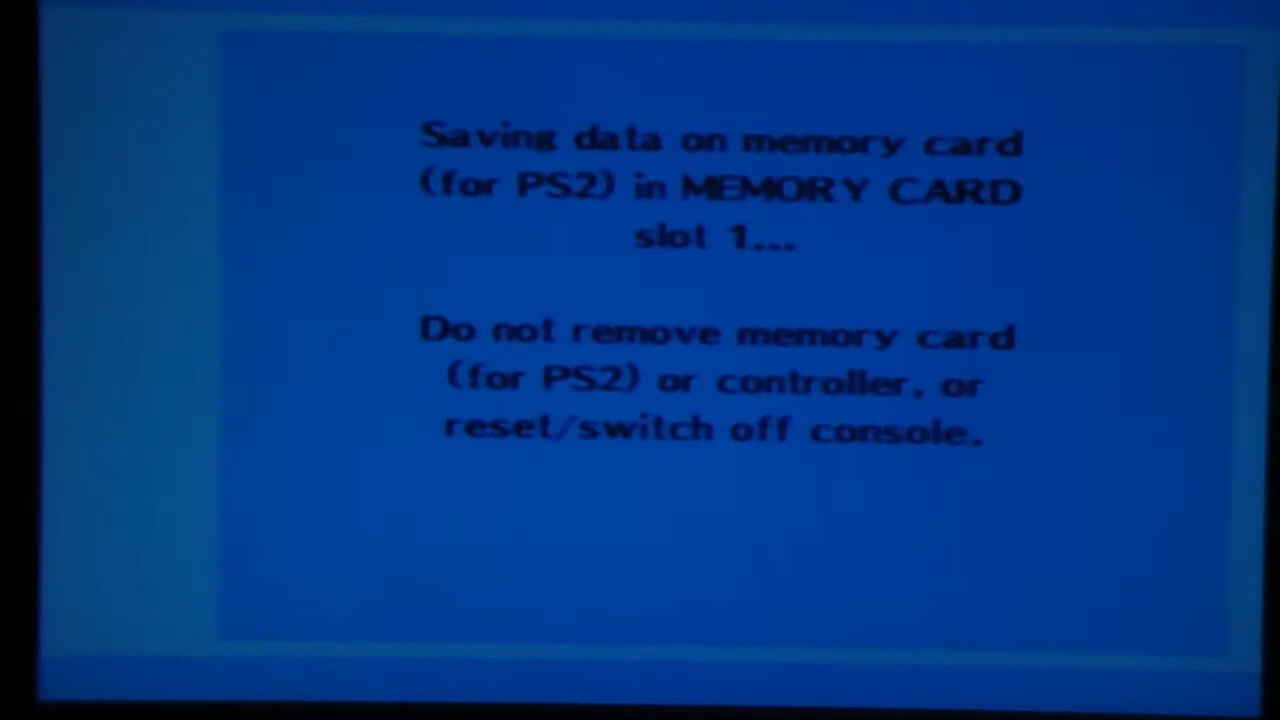 Saving data on memory card
(for PS2) in MEMORY CARD
slot 1...
Do not remove memory card
(for PS2) or controller, or
reset/switch off console.